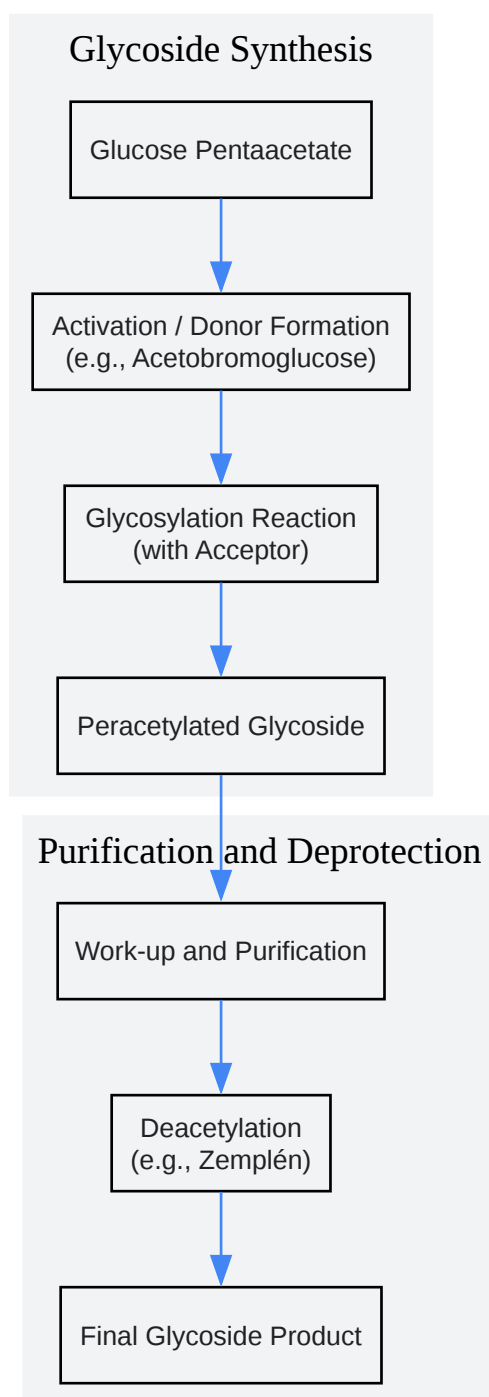 Glycoside Synthesis
Glucose Pentaacetate
Activation / Donor Formation
(e.g., Acetobromoglucose)
Glycosylation Reaction
(with Acceptor)
Peracetylated Glycoside
Purification and Deprotection
Work-up and Purification
Deacetylation
(e.g., Zemplén)
Final Glycoside Product